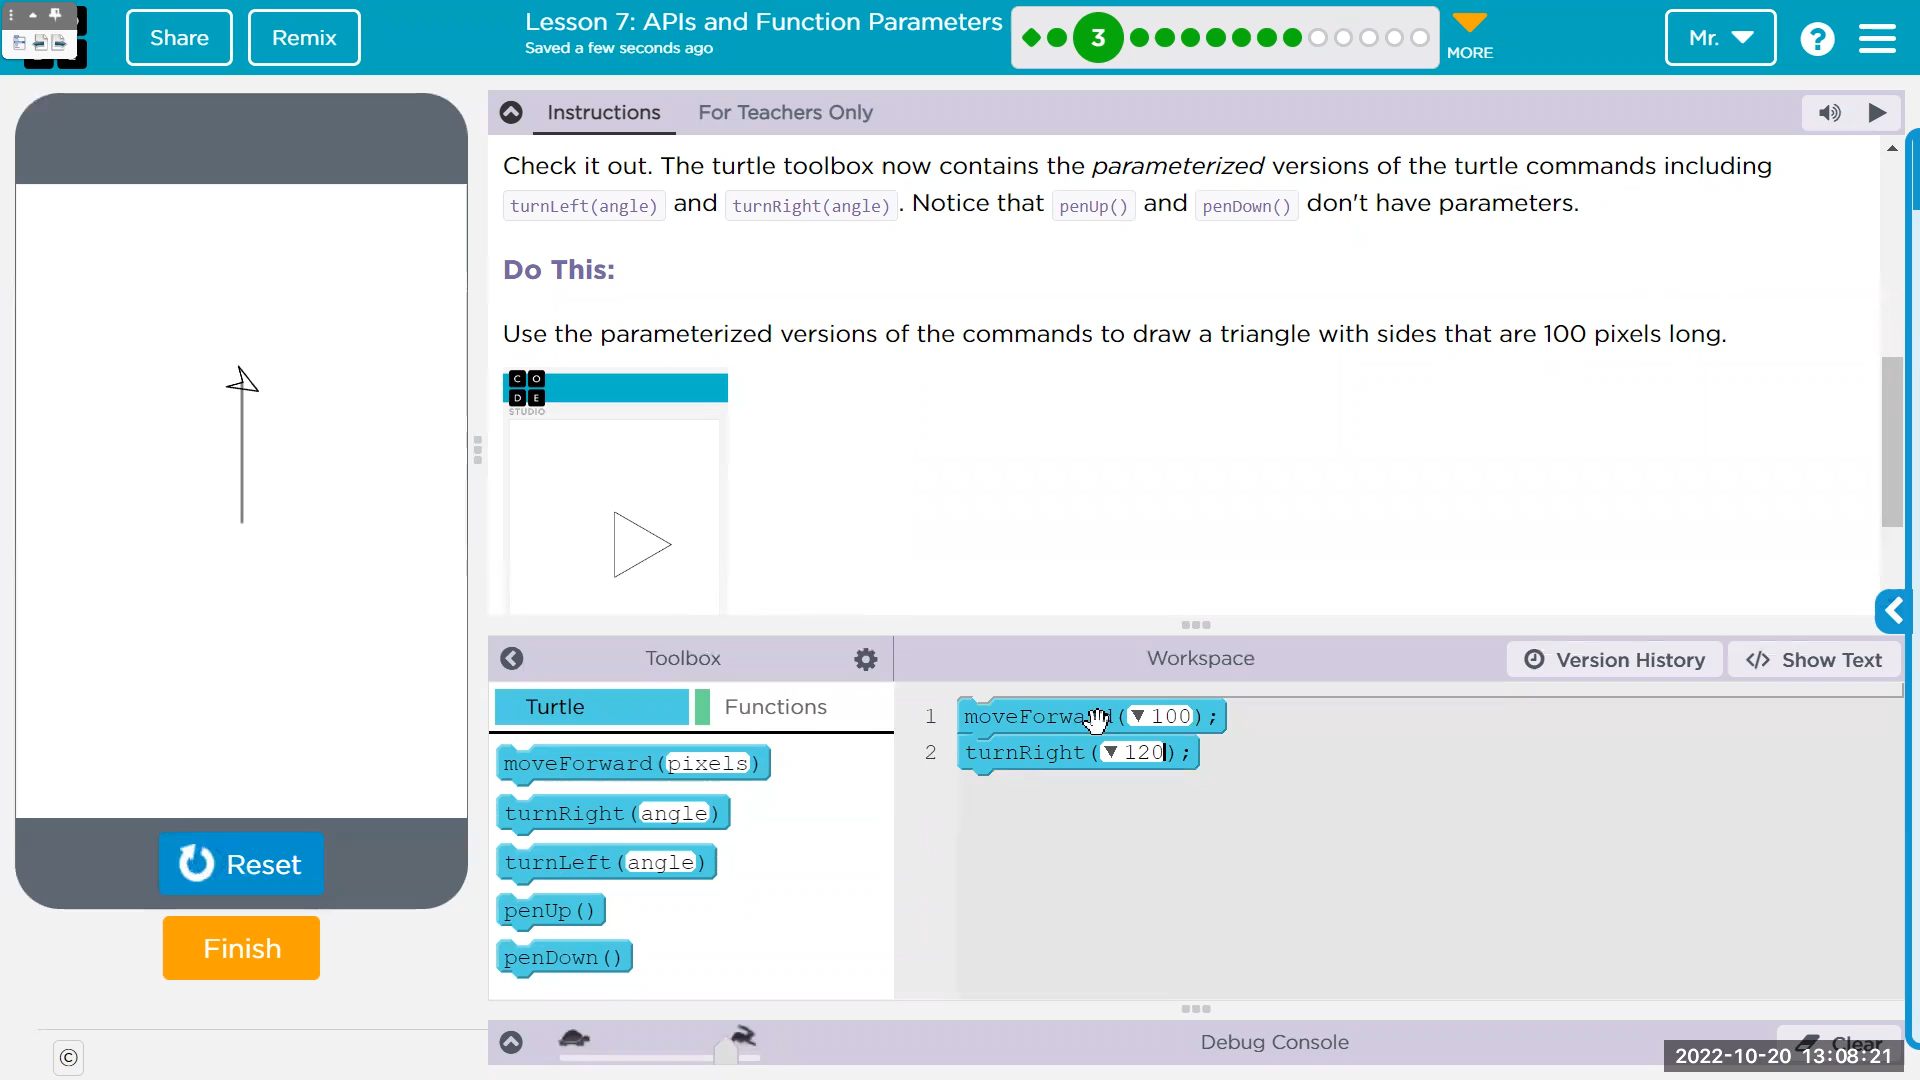 Share
Remix
Lesson 7: APIs and Function Parameters
Saved a few seconds ago
3
MORE
Mr.
?
Instructions
For Teachers Only
Check it out. The turtle toolbox now contains the parameterized versions of the turtle commands including
turnLeft(angle) and turnRight(angle) . Notice that penUp() and penDown() don't have parameters.
Do This:
Use the parameterized versions of the commands to draw a triangle with sides that are 100 pixels long.
C O
D E
STUDIO
Toolbox
Workspace
Version History
</> Show Text
Turtle
Functions
moveForward(pixels)
turnRight(angle)
turnLeft(angle)
penUp()
penDown()
1 moveForward(▼ 100);
2 turnRight(▼ 120);
Reset
Finish
©
Debug Console
Clear
2022-10-20 13:08:21